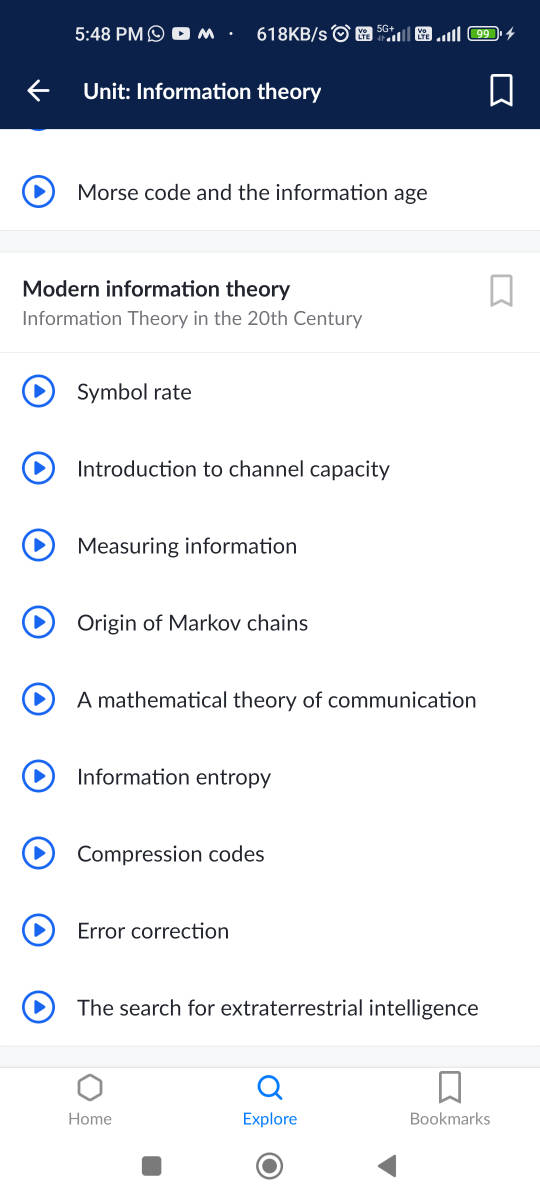 5:48 PM
618KB/s
Vo LTE
5G+
Vo LTE
99
Unit: Information theory
Morse code and the information age
Modern information theory
Information Theory in the 20th Century
Symbol rate
Introduction to channel capacity
Measuring information
Origin of Markov chains
A mathematical theory of communication
Information entropy
Compression codes
Error correction
The search for extraterrestrial intelligence
Home
Explore
Bookmarks